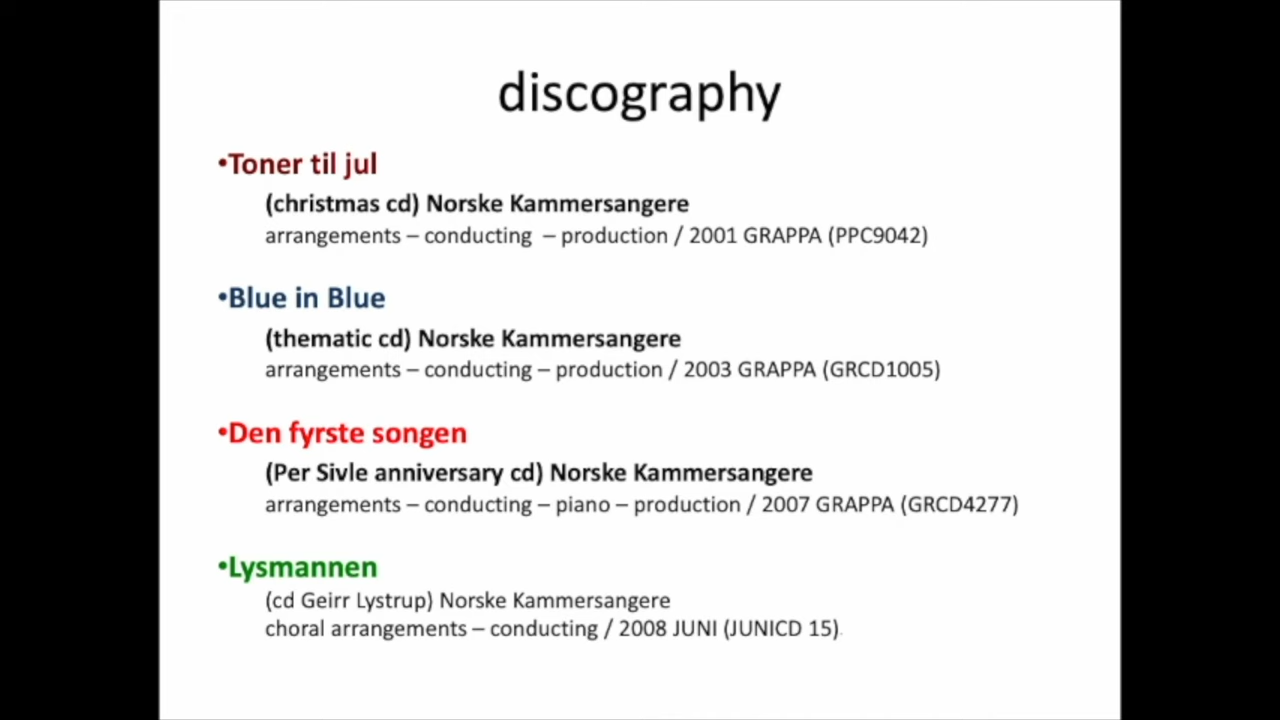 discography
•Toner til jul
(christmas cd) Norske Kammersangere
arrangements – conducting – production / 2001 GRAPPA (PPC9042)
•Blue in Blue
(thematic cd) Norske Kammersangere
arrangements – conducting – production / 2003 GRAPPA (GRCD1005)
•Den fyrste songen
(Per Sivle anniversary cd) Norske Kammersangere
arrangements – conducting – piano – production / 2007 GRAPPA (GRCD4277)
•Lysmannen
(cd Geirr Lystrup) Norske Kammersangere
choral arrangements – conducting / 2008 JUNI (JUNICD 15).